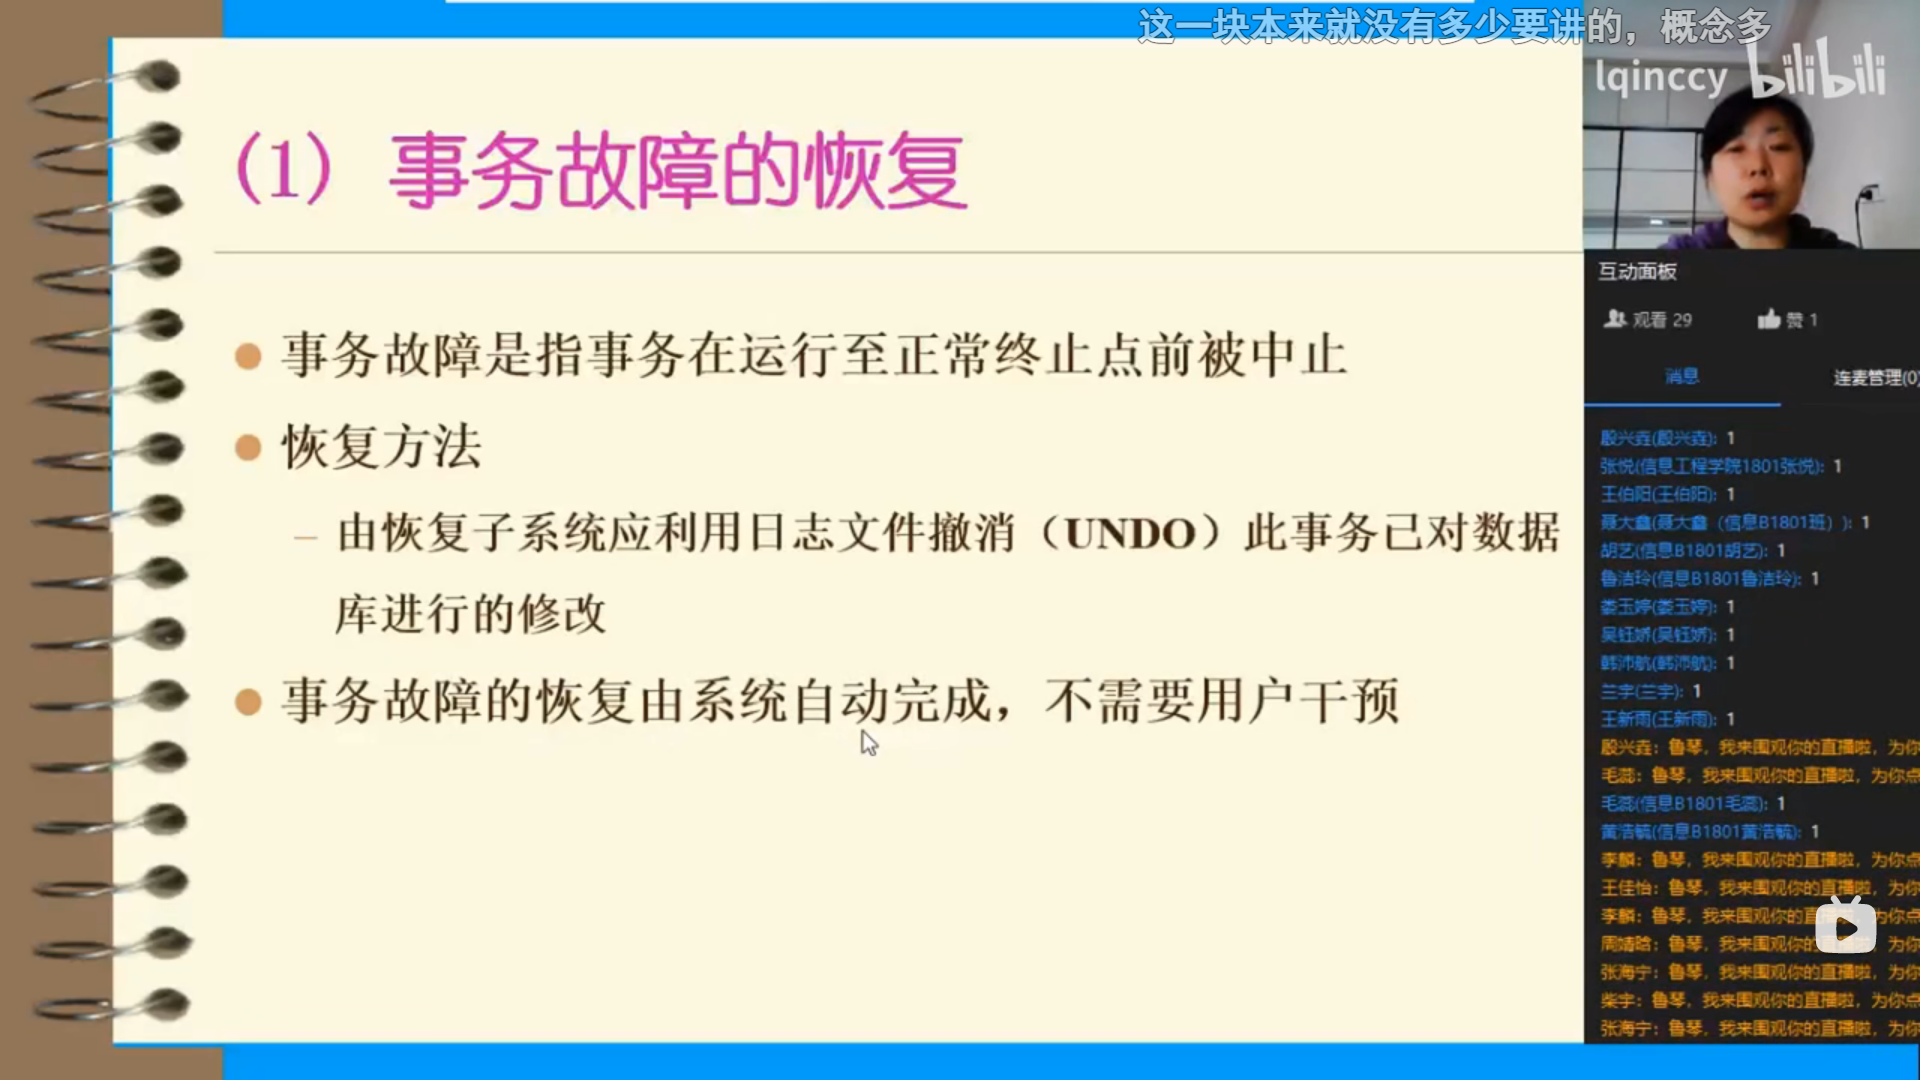 这一块本来就没有多少要讲的，概念多
lqinccy bilibili
（1） 事务故障的恢复
事务故障是指事务在运行至正常终止点前被中止
恢复方法
– 由恢复子系统应利用日志文件撤消（UNDO）此事务已对数据
库进行的修改
事务故障的恢复由系统自动完成，不需要用户干预
互动面板
观看 29 赞 1
消息 连麦管理(0)
殷兴垚(殷兴垚): 1
张悦(信息工程学院1801张悦): 1
王伯阳(王伯阳): 1
聂大鑫(聂大鑫（信息B1801班）): 1
胡艺(信息B1801胡艺): 1
鲁洁玲(信息B1801鲁洁玲): 1
娄玉婷(娄玉婷): 1
吴钰娇(吴钰娇): 1
韩沛航(韩沛航): 1
兰宇(兰宇): 1
王新雨(王新雨): 1
殷兴垚: 鲁琴，我来围观你的直播啦，为你
毛蕊: 鲁琴，我来围观你的直播啦，为你点
毛蕊(信息B1801毛蕊): 1
黄浩毓(信息B1801黄浩毓): 1
李麟: 鲁琴，我来围观你的直播啦，为你点
王佳怡: 鲁琴，我来围观你的直播啦，为你
李麟: 鲁琴，我来围观你的直播 为你点
周婧晗: 鲁琴，我来围观你的 为你
张海宁: 鲁琴，我来围观你的直播啦，为你
柴宇: 鲁琴，我来围观你的直播啦，为你点
张海宁: 鲁琴，我来围观你的直播啦，为你